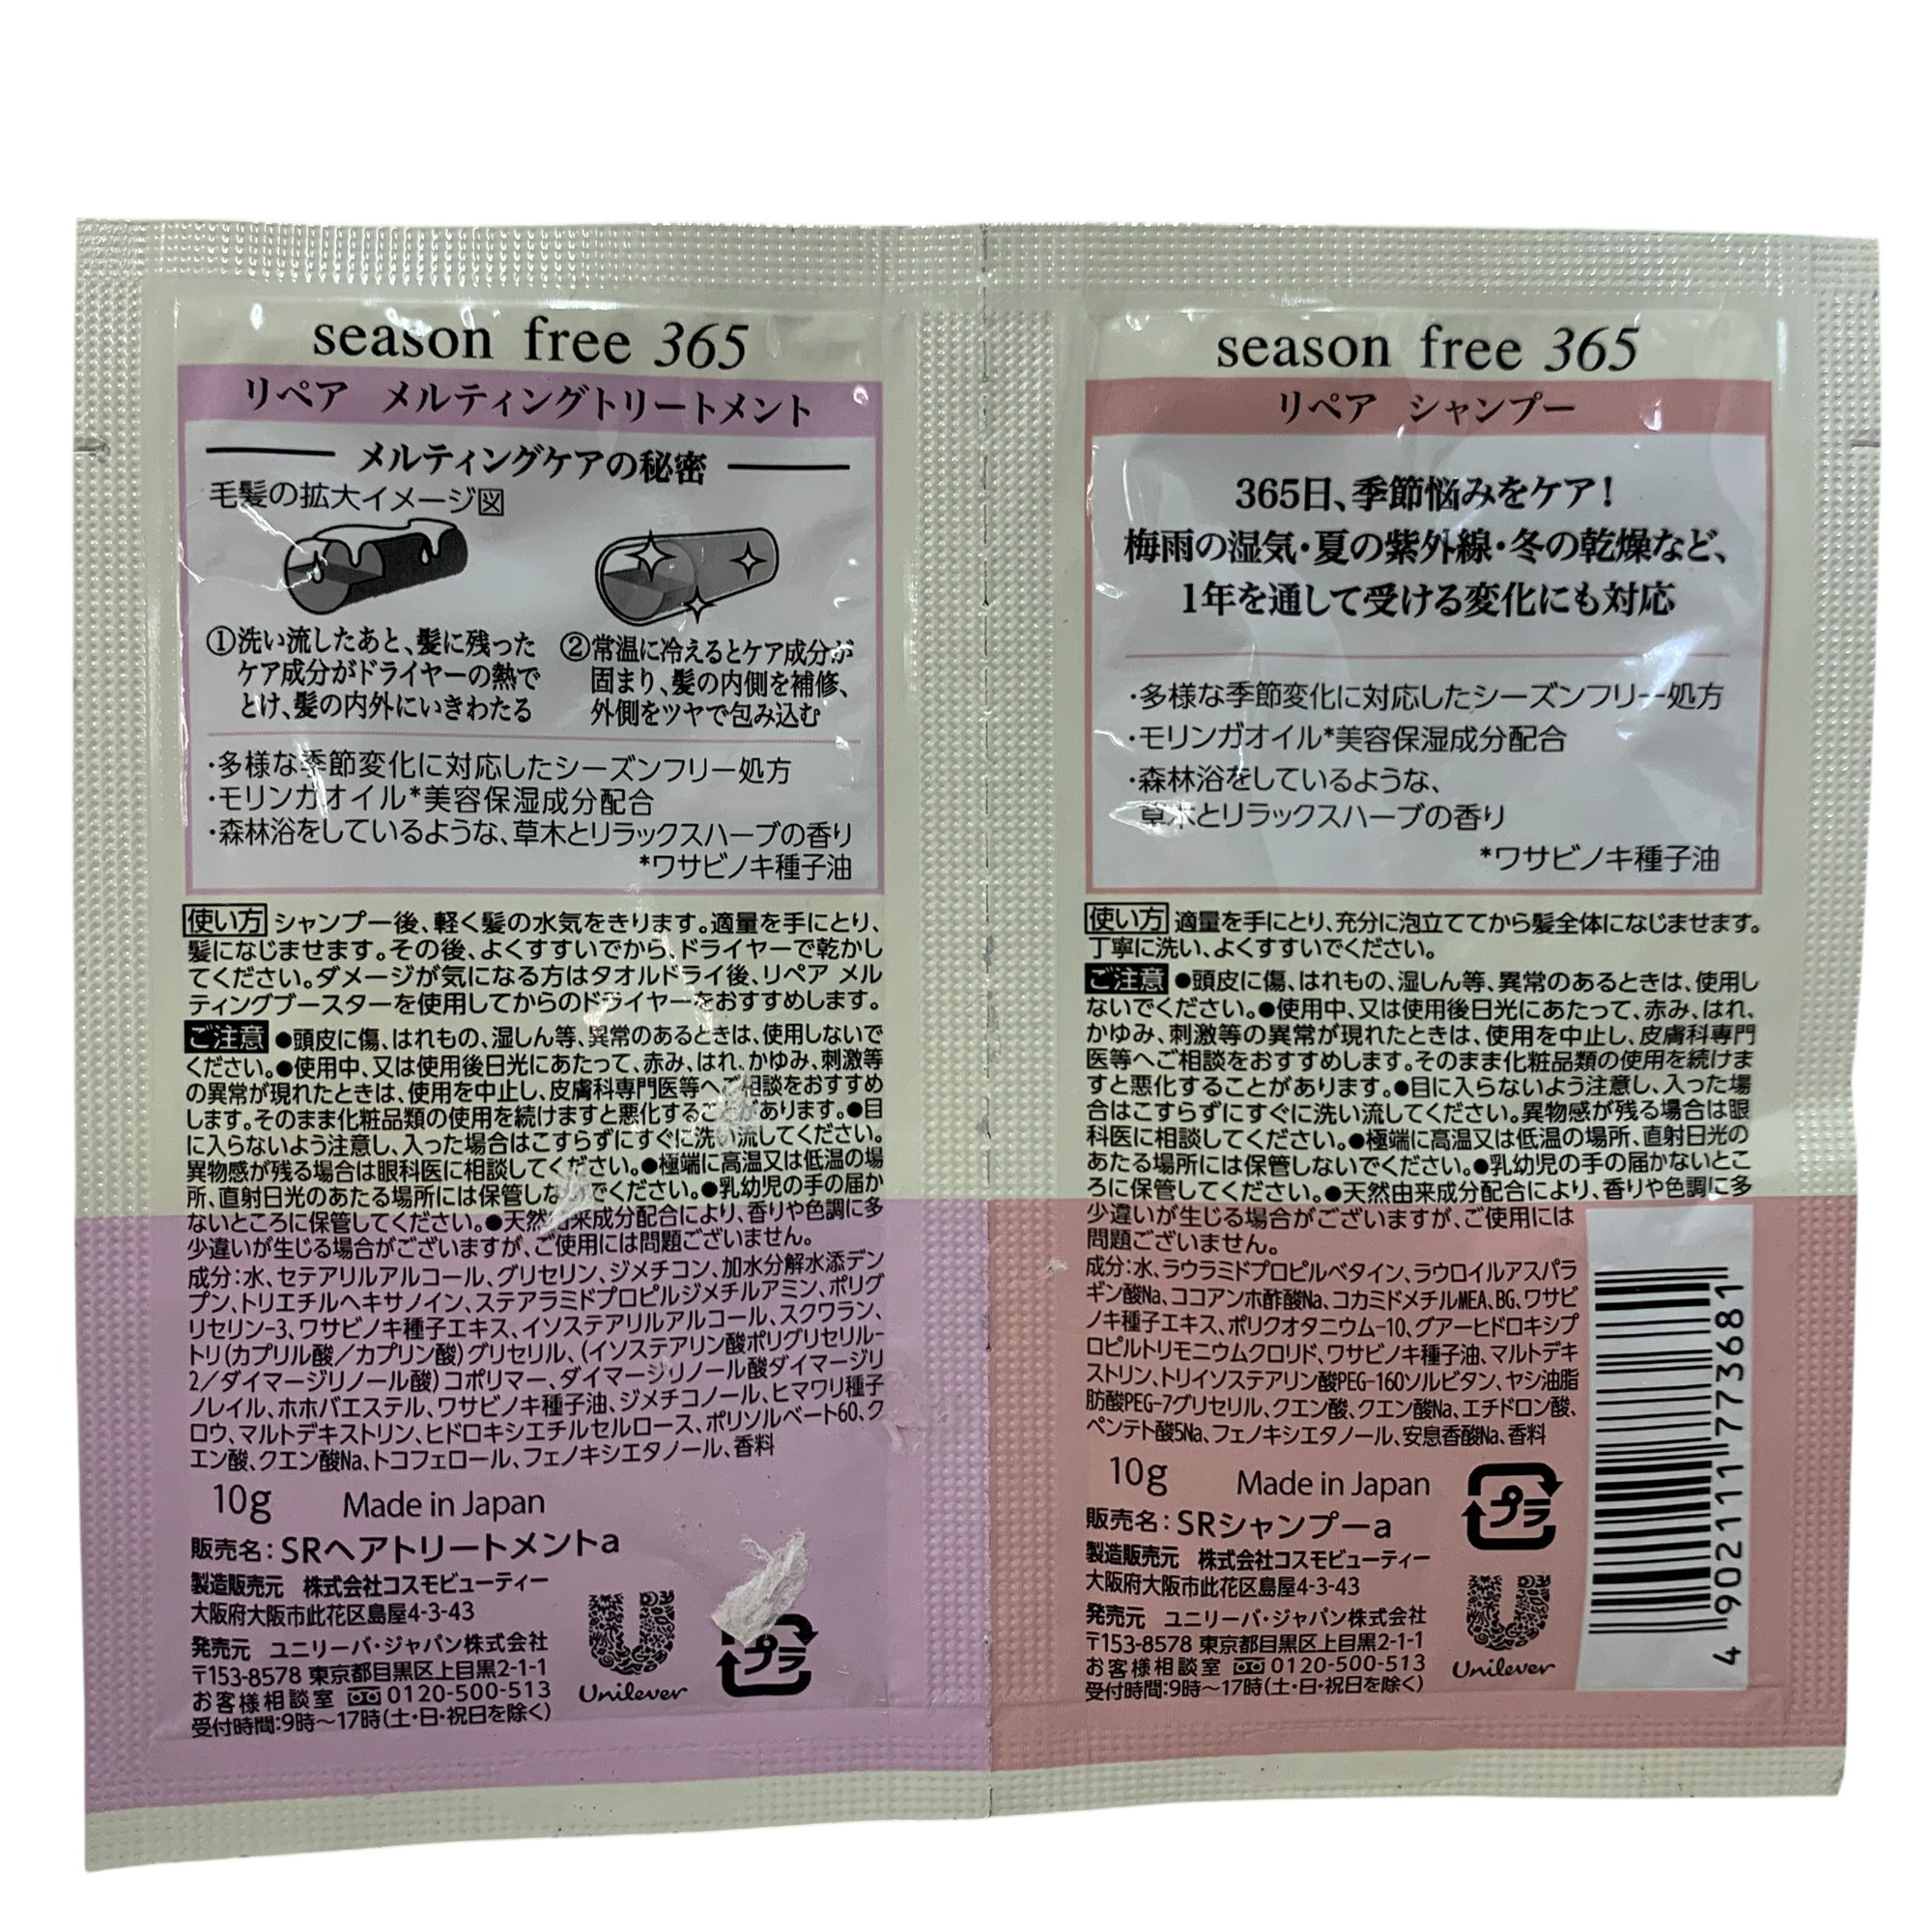 season free 365
リペア メルティングトリートメント
メルティングケアの秘密
毛髪の拡大イメージ図
①洗い流したあと、髪に残った
ケア成分がドライヤーの熱で
とけ、髪の内外にいきわたる
②常温に冷えるとケア成分が
固まり、髪の内側を補修、
外側をツヤで包み込む
・多様な季節変化に対応したシーズンフリー処方
・モリンガオイル*美容保湿成分配合
・森林浴をしているような、草木とリラックスハーブの香り
*ワサビノキ種子油
使い方 シャンプー後、軽く髪の水気をきります。適量を手にとり、
髪になじませます。その後、よくすすいでから、ドライヤーで乾かし
てください。ダメージが気になる方はタオルドライ後、リペア メル
ティングブースターを使用してからのドライヤーをおすすめします。
ご注意 ●頭皮に傷、はれもの、湿しん等、異常のあるときは、使用しないで
ください。●使用中、又は使用後日光にあたって、赤み、はれ、かゆみ、刺激等
の異常が現れたときは、使用を中止し、皮膚科専門医等へご相談をおすすめ
します。そのまま化粧品類の使用を続けますと悪化することがあります。●目
に入らないよう注意し、入った場合はこすらずにすぐに洗い流してください。
異物感が残る場合は眼科医に相談してください。●極端に高温又は低温の場
所、直射日光のあたる場所には保管しないでください。●乳幼児の手の届か
ないところに保管してください。●天然由来成分配合により、香りや色調に多
少違いが生じる場合がございますが、ご使用には問題ございません。
成分:水、セテアリルアルコール、グリセリン、ジメチコン、加水分解水添デン
プン、トリエチルヘキサノイン、ステアラミドプロピルジメチルアミン、ポリグ
リセリン-3、ワサビノキ種子エキス、イソステアリルアルコール、スクワラン、
トリ(カプリル酸/カプリン酸)グリセリル、(イソステアリン酸ポリグリセリル-
2/ダイマージリノール酸)コポリマー、ダイマージリノール酸ダイマージリ
ノレイル、ホホバエステル、ワサビノキ種子油、ジメチコノール、ヒマワリ種子
ロウ、マルトデキストリン、ヒドロキシエチルセルロース、ポリソルベート60、ク
エン酸、クエン酸Na、トコフェロール、フェノキシエタノール、香料
10g Made in Japan
販売名:SRヘアトリートメントa
製造販売元 株式会社コスモビューティー
大阪府大阪市此花区島屋4-3-43
発売元 ユニリーバ・ジャパン株式会社
〒153-8578 東京都目黒区上目黒2-1-1
お客様相談室 0120-500-513
受付時間:9時~17時(土・日・祝日を除く)
Unilever
プラ
season free 365
リペア シャンプー
365日、季節悩みをケア!
梅雨の湿気・夏の紫外線・冬の乾燥など、
1年を通して受ける変化にも対応
・多様な季節変化に対応したシーズンフリー処方
・モリンガオイル*美容保湿成分配合
・森林浴をしているような、
草木とリラックスハーブの香り
*ワサビノキ種子油
使い方 適量を手にとり、充分に泡立ててから髪全体になじませます。
丁寧に洗い、よくすすいでください。
ご注意 ●頭皮に傷、はれもの、湿しん等、異常のあるときは、使用し
ないでください。●使用中、又は使用後日光にあたって、赤み、はれ、
かゆみ、刺激等の異常が現れたときは、使用を中止し、皮膚科専門
医等へご相談をおすすめします。そのまま化粧品類の使用を続けま
すと悪化することがあります。●目に入らないよう注意し、入った場
合はこすらずにすぐに洗い流してください。異物感が残る場合は眼
科医に相談してください。●極端に高温又は低温の場所、直射日光の
あたる場所には保管しないでください。●乳幼児の手の届かないとこ
ろに保管してください。●天然由来成分配合により、香りや色調に多
少違いが生じる場合がございますが、ご使用には
問題ございません。
成分:水、ラウラミドプロピルベタイン、ラウロイルアスパラ
ギン酸Na、ココアンホ酢酸Na、コカミドメチルMEA、BG、ワサビ
ノキ種子エキス、ポリクオタニウム-10、グアーヒドロキシプ
ロピルトリモニウムクロリド、ワサビノキ種子油、マルトデキ
ストリン、トリイソステアリン酸PEG-160ソルビタン、ヤシ油脂
肪酸PEG-7グリセリル、クエン酸、クエン酸Na、エチドロン酸、
ペンテト酸5Na、フェノキシエタノール、安息香酸Na、香料
10g Made in Japan
販売名:SRシャンプーa
製造販売元 株式会社コスモビューティー
大阪府大阪市此花区島屋4-3-43
発売元 ユニリーバ・ジャパン株式会社
〒153-8578 東京都目黒区上目黒2-1-1
お客様相談室 0120-500-513
受付時間:9時~17時(土・日・祝日を除く)
プラ
Unilever
4902111773681